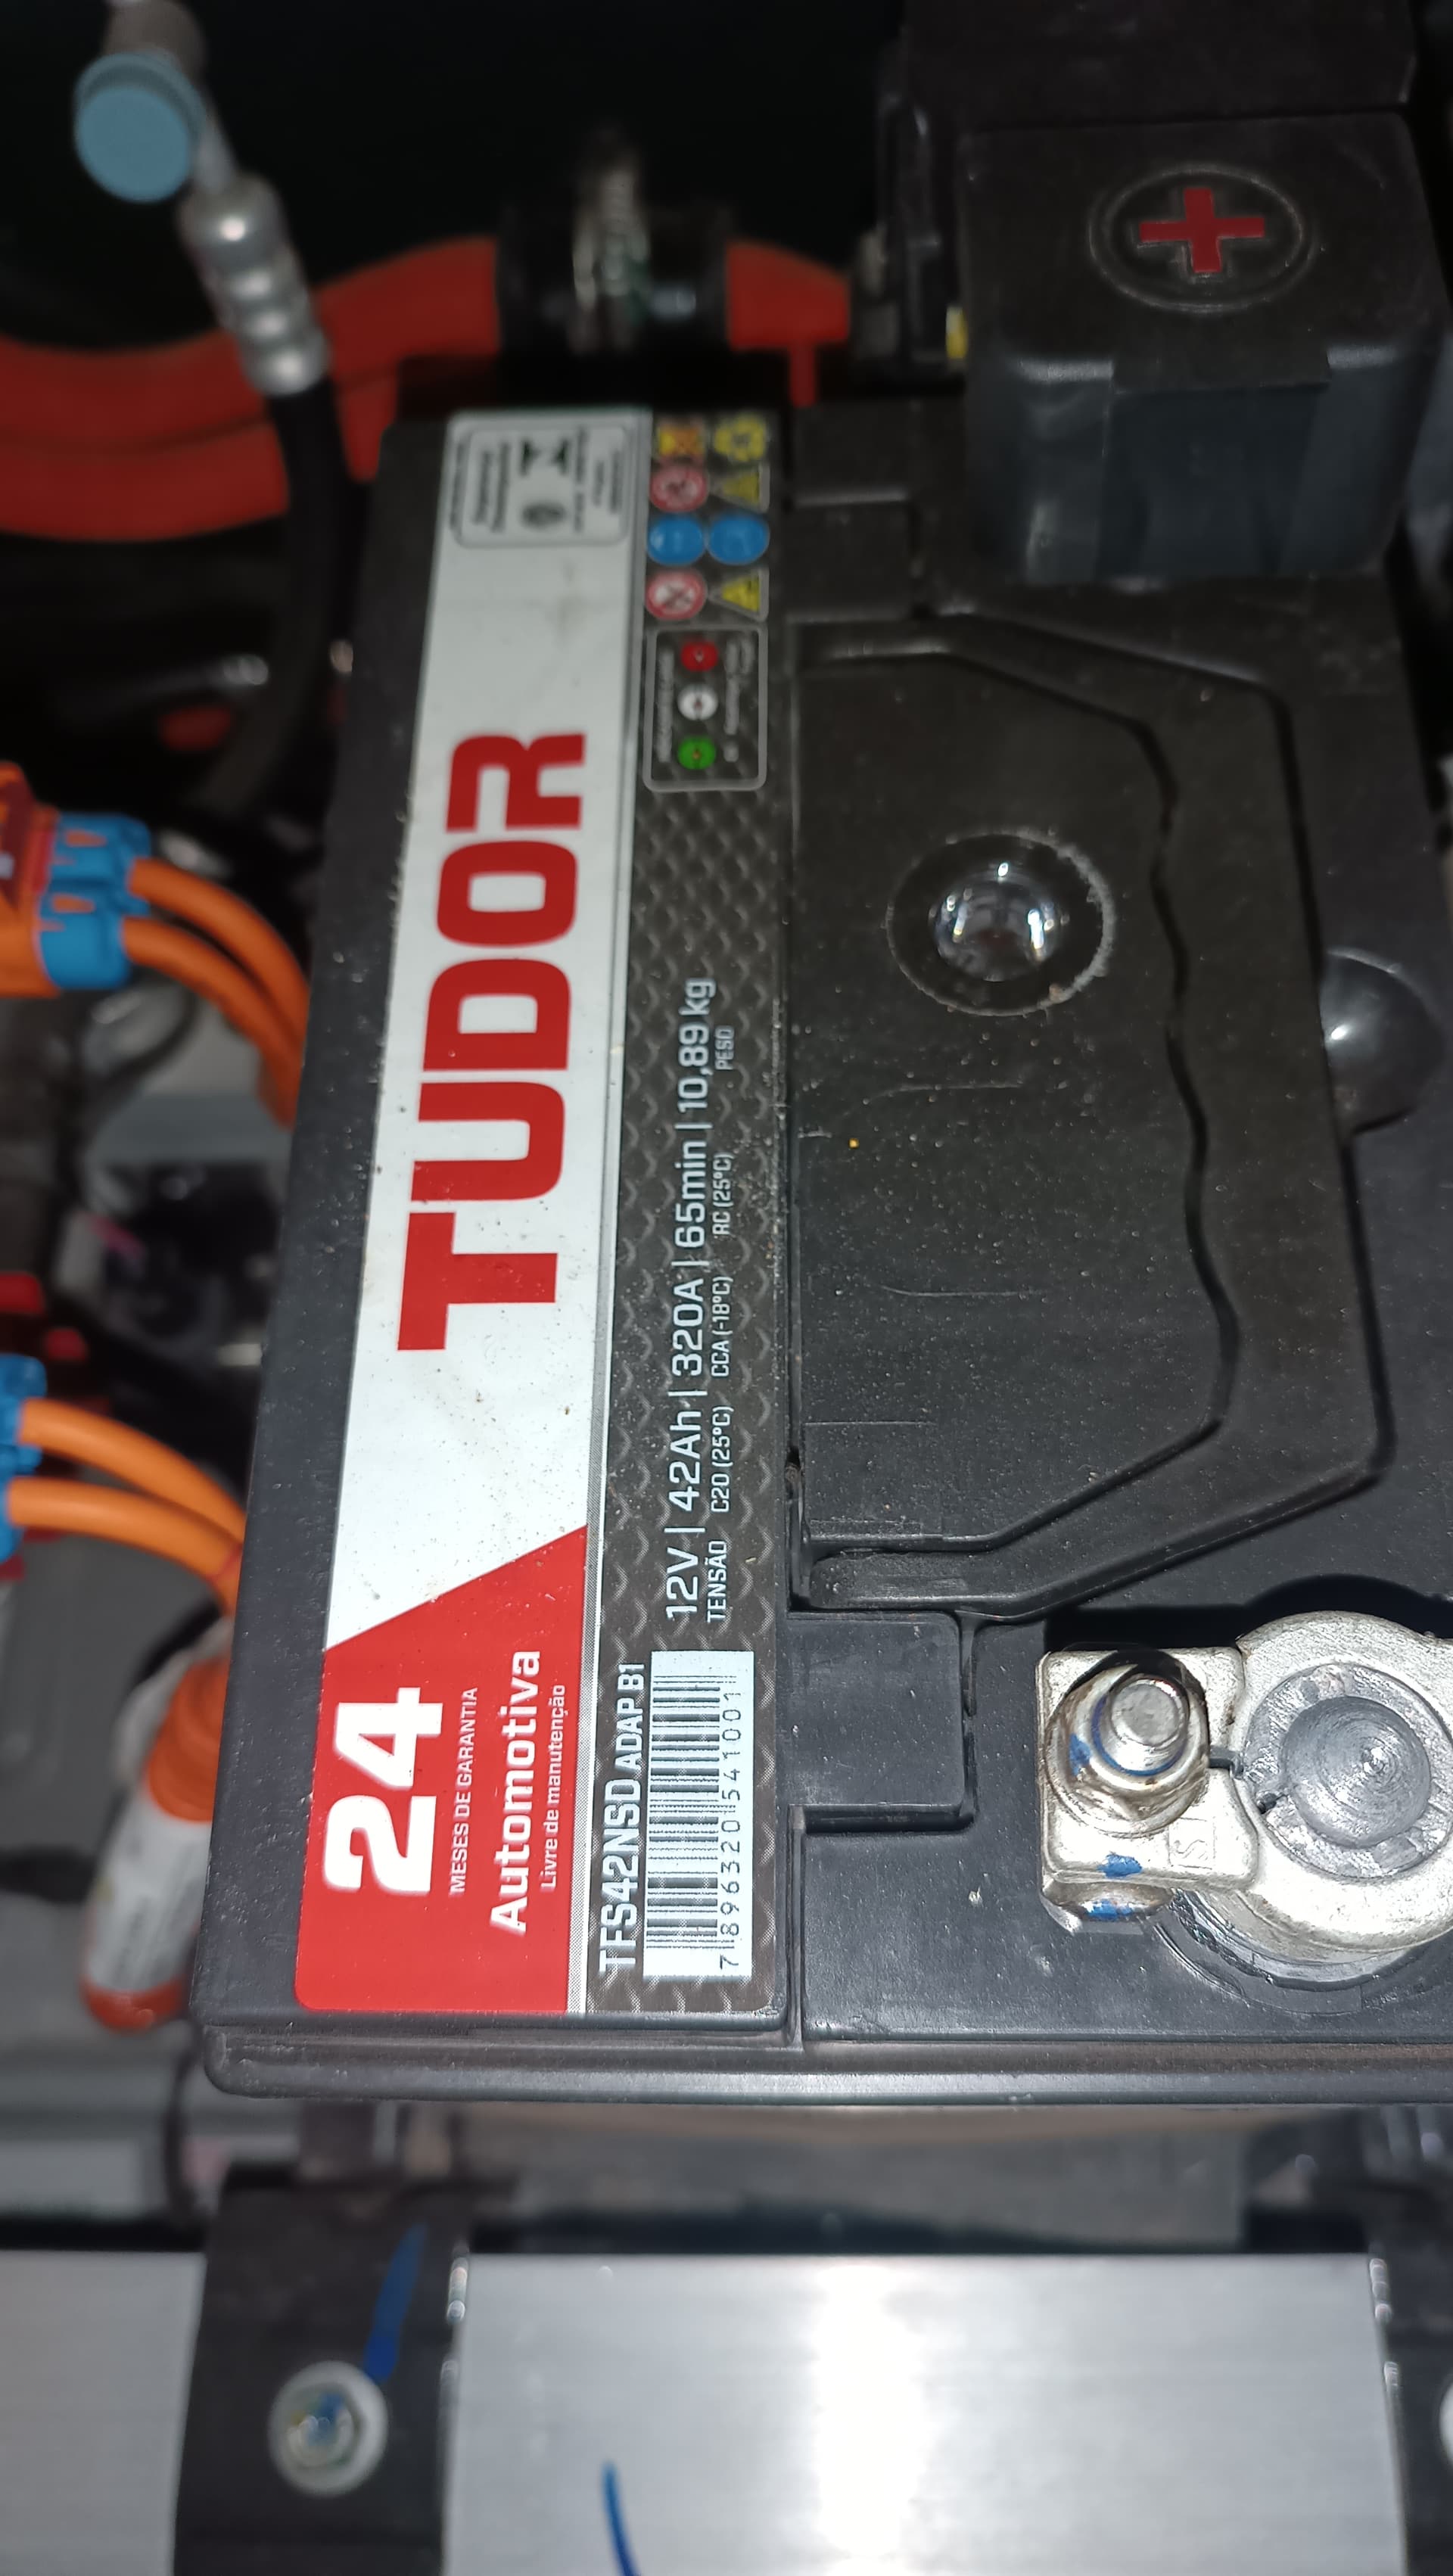 TUDOR
24
MESES DE GARANTIA
Automotiva
Livre de manutenção
TFS42NSD ADAP B1
12V | 42Ah | 320A | 65min | 10,89 kg
TENSÃO C20 (25°C) CCA (-18°C) RC (25°C) PESO
7 896320 541001